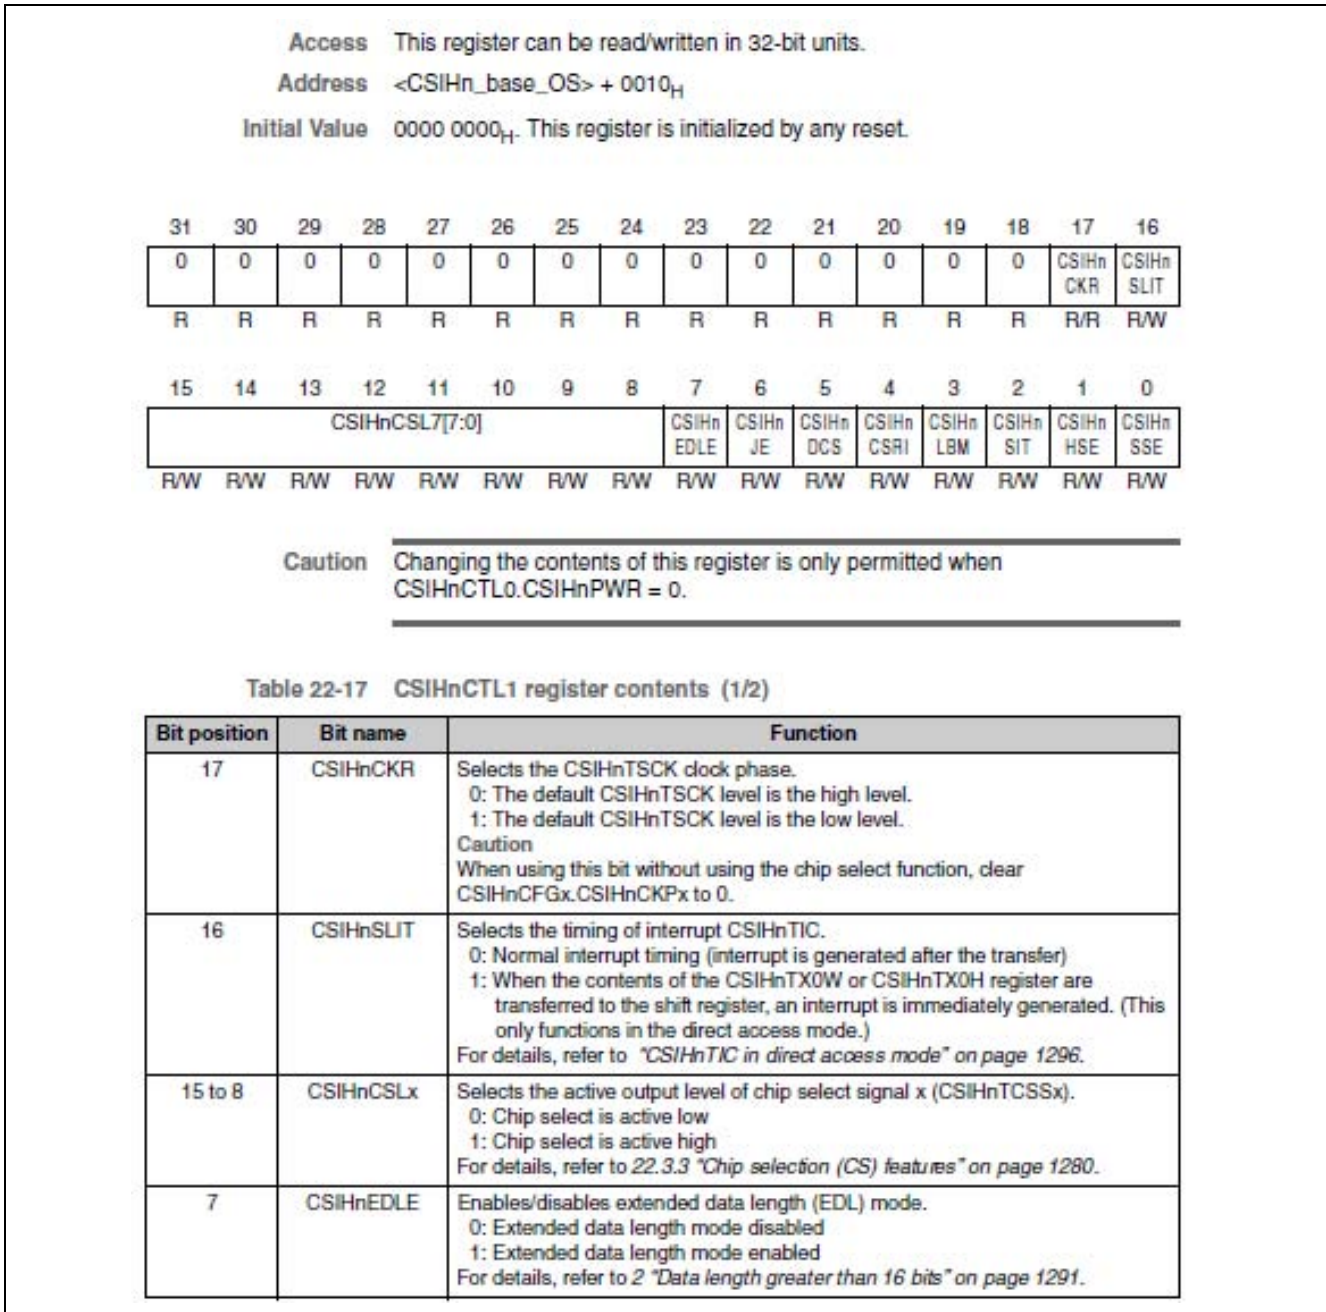 Access This register can be read/written in 32-bit units.
Address <CSIHn_base_OS> + 0010H
Initial Value 0000 0000H. This register is initialized by any reset.
31 30 29 28 27 26 25 24 23 22 21 20 19 18 17 16
0 0 0 0 0 0 0 0 0 0 0 0 0 0 CSIHn CKR CSIHn SLIT
R R R R R R R R R R R R R R R/R R/W
15 14 13 12 11 10 9 8 7 6 5 4 3 2 1 0
CSIHnCSL7[7:0] CSIHn EDLE CSIHn JE CSIHn DCS CSIHn CSRI CSIHn LBM CSIHn SIT CSIHn HSE CSIHn SSE
R/W R/W R/W R/W R/W R/W R/W R/W R/W R/W R/W R/W R/W R/W R/W R/W
Caution Changing the contents of this register is only permitted when
CSIHnCTL0.CSIHnPWR = 0.
Table 22-17 CSIHnCTL1 register contents (1/2)
Bit position Bit name Function
17 CSIHnCKR Selects the CSIHnTSCK clock phase.
0: The default CSIHnTSCK level is the high level.
1: The default CSIHnTSCK level is the low level.
Caution
When using this bit without using the chip select function, clear
CSIHnCFGx.CSIHnCKPx to 0.
16 CSIHnSLIT Selects the timing of interrupt CSIHnTIC.
0: Normal interrupt timing (interrupt is generated after the transfer)
1: When the contents of the CSIHnTX0W or CSIHnTX0H register are
transferred to the shift register, an interrupt is immediately generated. (This
only functions in the direct access mode.)
For details, refer to "CSIHnTIC in direct access mode" on page 1296.
15 to 8 CSIHnCSLx Selects the active output level of chip select signal x (CSIHnTCSSx).
0: Chip select is active low
1: Chip select is active high
For details, refer to 22.3.3 "Chip selection (CS) features" on page 1280.
7 CSIHnEDLE Enables/disables extended data length (EDL) mode.
0: Extended data length mode disabled
1: Extended data length mode enabled
For details, refer to 2 "Data length greater than 16 bits" on page 1291.